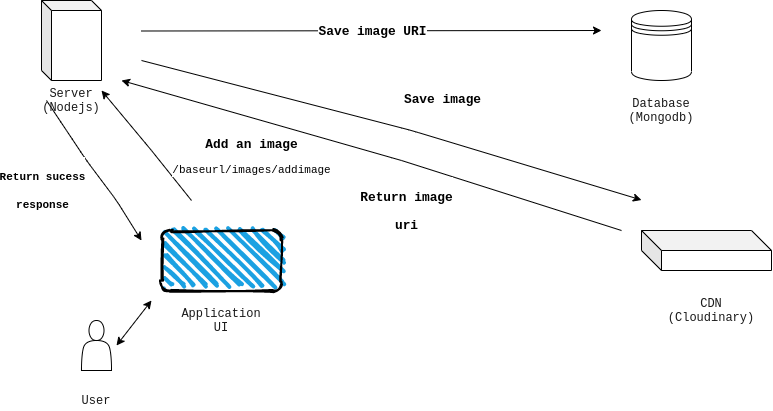 Save image URI
Server
(Nodejs)
Save image
Database
(Mongodb)
Add an image
/baseurl/images/addimage
Return sucess
response
Return image
uri
Application
UI
CDN
(Cloudinary)
User